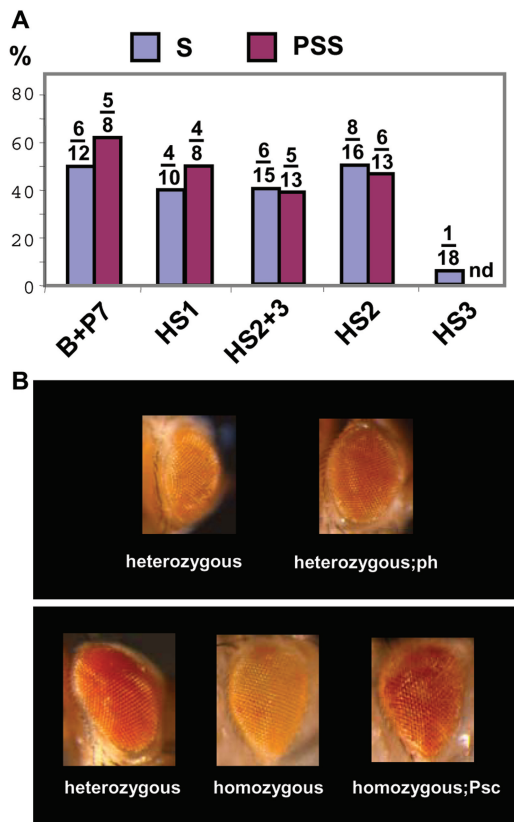 A
% S PSS
80
60
40
20
0
6/12 5/8 4/10 4/8 6/15 5/13 8/16 6/13 1/18 nd
B+P7 HS1 HS2+3 HS2 HS3
B
heterozygous heterozygous;ph
heterozygous homozygous homozygous;Psc